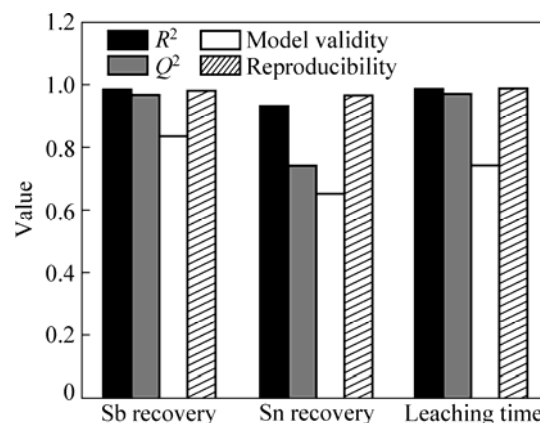 1.2
R² Model validity
Q² Reproducibility
1.0
0.8
0.6
0.4
0.2
0
Value
Sb recovery Sn recovery Leaching time